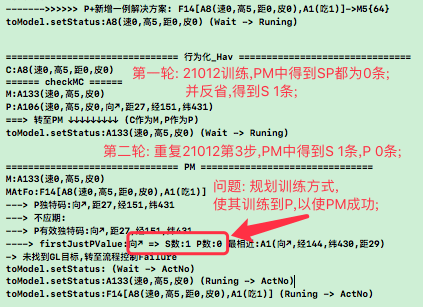 ------->>>>>> P+新增一例解决方案: F14[A8(速0,高5,距0,皮0),A1(吃1)]->M5{64}
toModel.setStatus:A8(速0,高5,距0,皮0) (Wait -> Runing)
=============================== 行为化_Hav ===============================
C:A8(速0,高5,距0,皮0)
====== checkMC ======
M:A133(速0,高5,距0,皮0)
P:A106(速0,高5,皮0,向↗,距27,经151,纬431)
===> 转至PM ↓↓↓↓↓↓↓↓↓ (C作为M,P作为P)
toModel.setStatus:A133(速0,高5,距0,皮0) (Wait -> Runing)
第一轮: 21012训练,PM中得到SP都为0条;
并反省,得到S 1条;
第二轮: 重复21012第3步,PM中得到S 1条,P 0条;
=============================== PM ===============================
M:A133(速0,高5,距0,皮0)
MAtFo:F14[A8(速0,高5,距0,皮0),A1(吃1)]
---> P独特码:向↗,距27,经151,纬431
---> 不应期:
---> P有效独特码:向↗,距27,经151,纬431
----> firstJustPValue:向↗ => S数:1 P数:0 最相近:A1(向↗,经144,纬430,距29)
-> 未找到GL目标,转至流程控制Failure
toModel.setStatus: (Wait -> ActNo)
toModel.setStatus:A133(速0,高5,距0,皮0) (Runing -> ActNo)
toModel.setStatus:F14[A8(速0,高5,距0,皮0),A1(吃1)] (Runing -> ActNo)
问题: 规划训练方式,
使其训练到P,以使PM成功;